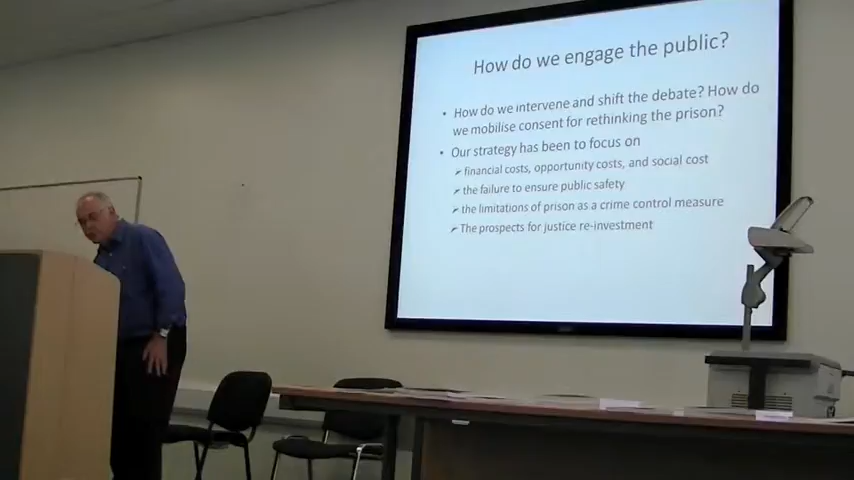 How do we engage the public?
• How do we intervene and shift the debate? How do
we mobilise consent for rethinking the prison?
• Our strategy has been to focus on
➢ financial costs, opportunity costs, and social cost
➢ the failure to ensure public safety
➢ the limitations of prison as a crime control measure
➢ The prospects for justice re-investment